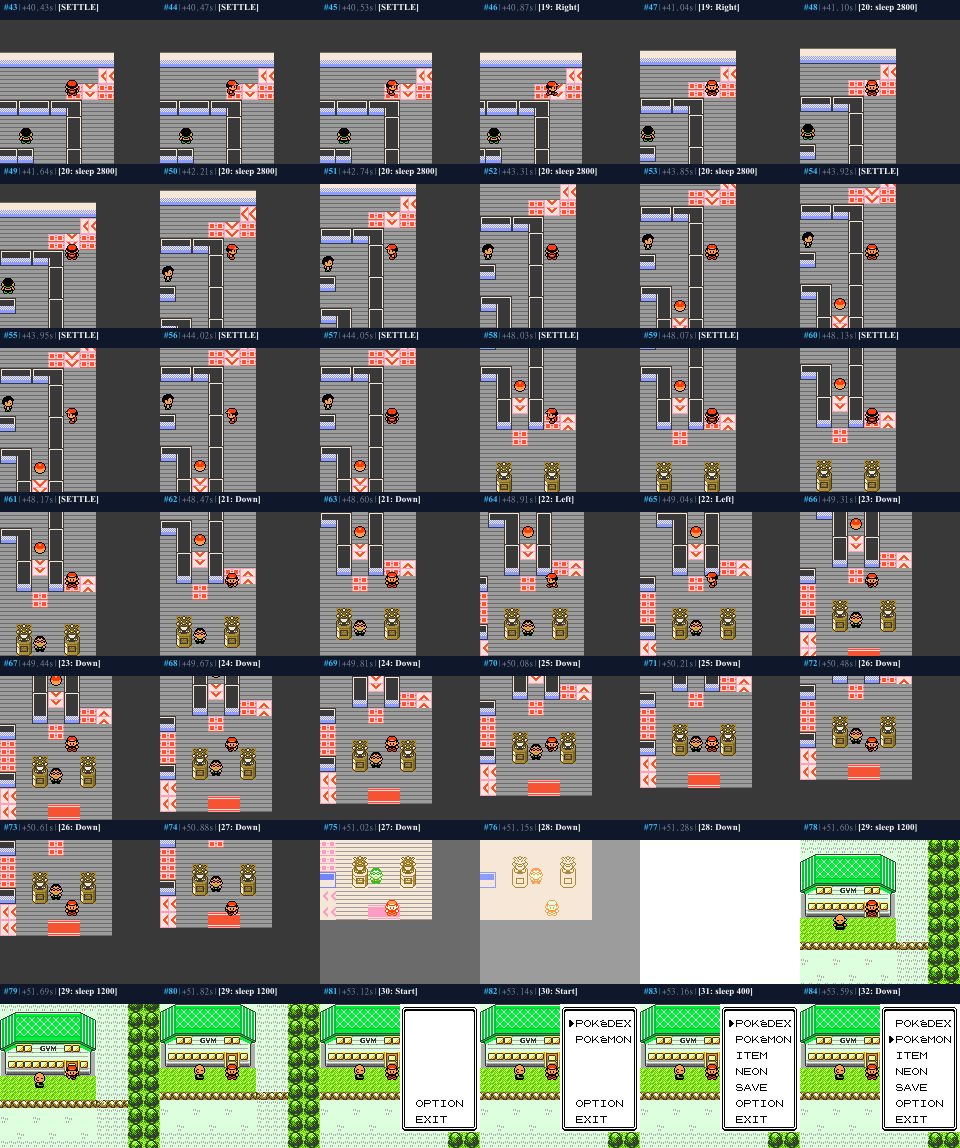 #43|+40.43s|[SETTLE]
#44|+40.47s|[SETTLE]
#45|+40.53s|[SETTLE]
#46|+40.87s|[19: Right]
#47|+41.04s|[19: Right]
#48|+41.10s|[20: sleep 2800]
#49|+41.64s|[20: sleep 2800]
#50|+42.21s|[20: sleep 2800]
#51|+42.74s|[20: sleep 2800]
#52|+43.31s|[20: sleep 2800]
#53|+43.85s|[20: sleep 2800]
#54|+43.92s|[SETTLE]
#55|+43.95s|[SETTLE]
#56|+44.02s|[SETTLE]
#57|+44.05s|[SETTLE]
#58|+48.03s|[SETTLE]
#59|+48.07s|[SETTLE]
#60|+48.13s|[SETTLE]
#61|+48.17s|[SETTLE]
#62|+48.47s|[21: Down]
#63|+48.60s|[21: Down]
#64|+48.91s|[22: Left]
#65|+49.04s|[22: Left]
#66|+49.31s|[23: Down]
#67|+49.44s|[23: Down]
#68|+49.67s|[24: Down]
#69|+49.81s|[24: Down]
#70|+50.08s|[25: Down]
#71|+50.21s|[25: Down]
#72|+50.48s|[26: Down]
#73|+50.61s|[26: Down]
#74|+50.88s|[27: Down]
#75|+51.02s|[27: Down]
#76|+51.15s|[28: Down]
#77|+51.28s|[28: Down]
#78|+51.60s|[29: sleep 1200]
GYM
#79|+51.69s|[29: sleep 1200]
GYM
#80|+51.82s|[29: sleep 1200]
GYM
#81|+53.12s|[30: Start]
GYM
OPTION
EXIT
#82|+53.14s|[30: Start]
GYM
▶POKéDEX
POKéMON
OPTION
EXIT
#83|+53.16s|[31: sleep 400]
GYM
▶POKéDEX
POKéMON
ITEM
NEON
SAVE
OPTION
EXIT
#84|+53.59s|[32: Down]
GYM
POKéDEX
▶POKéMON
ITEM
NEON
SAVE
OPTION
EXIT